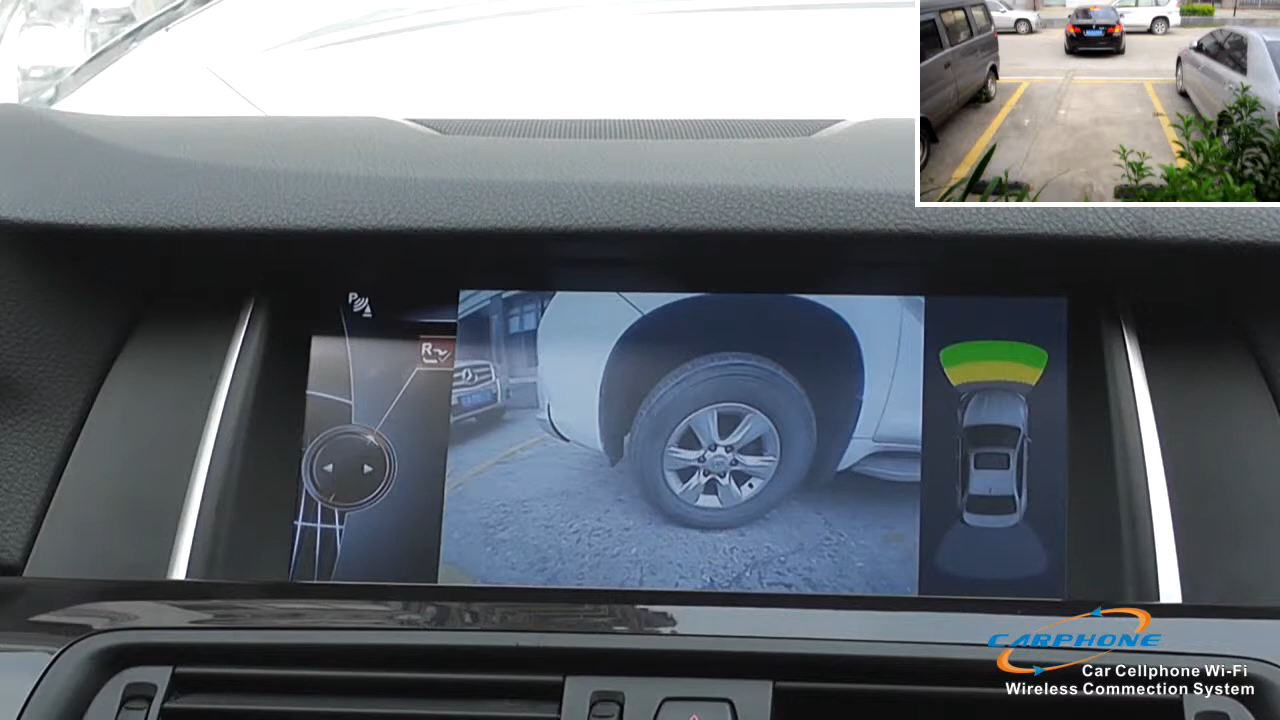 P
R
CARPHONE
Car Cellphone Wi-Fi
Wireless Commection System